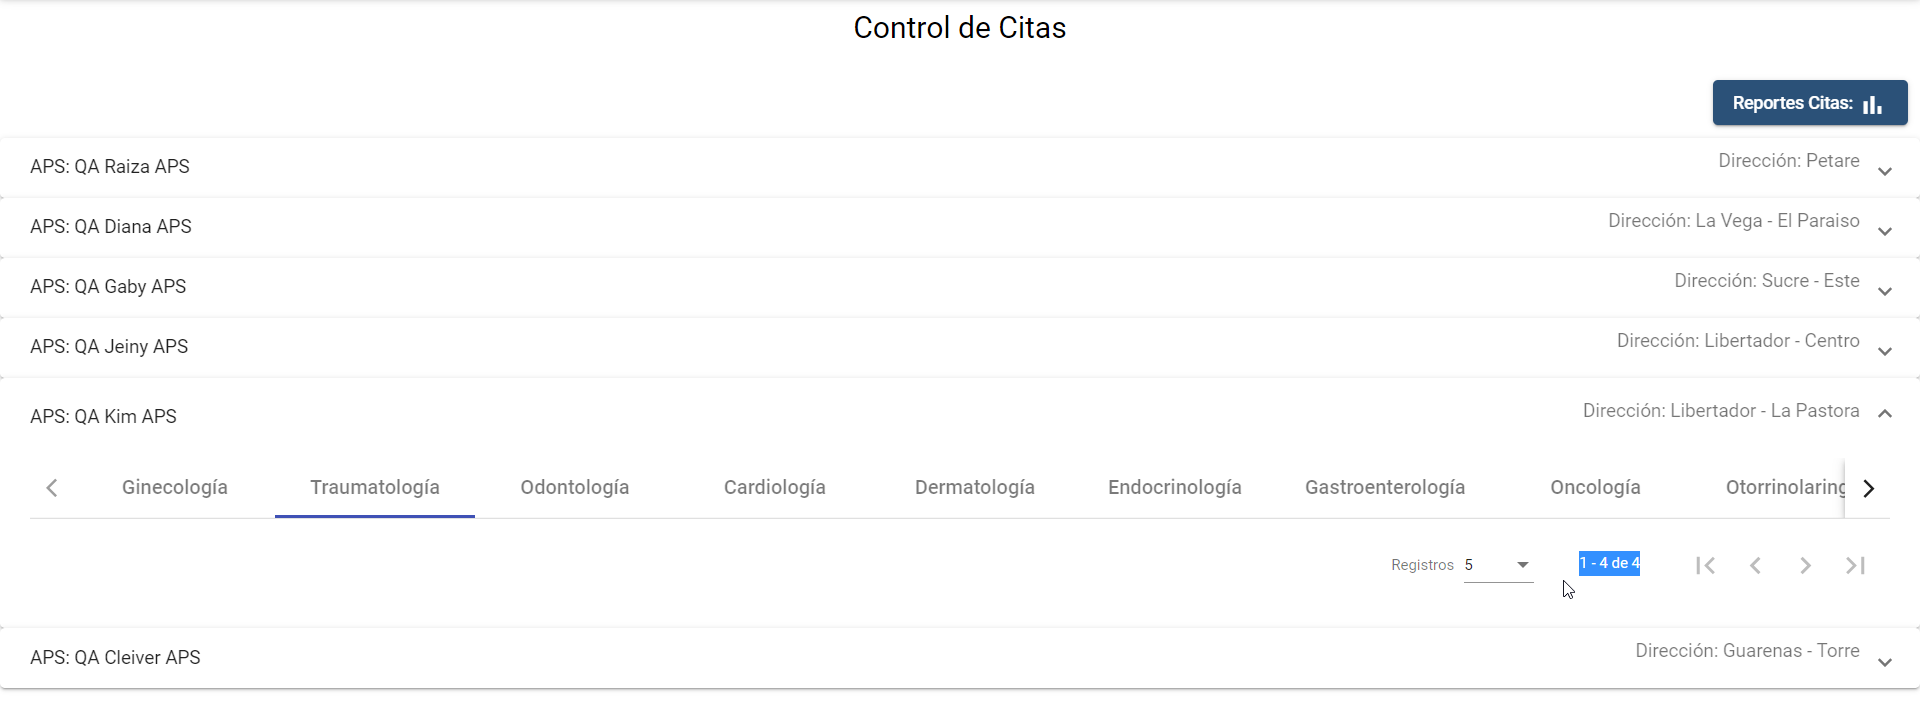 Control de Citas
Reportes Citas:
APS: QA Raiza APS Dirección: Petare
APS: QA Diana APS Dirección: La Vega - El Paraiso
APS: QA Gaby APS Dirección: Sucre - Este
APS: QA Jeiny APS Dirección: Libertador - Centro
APS: QA Kim APS Dirección: Libertador - La Pastora
Ginecología Traumatología Odontología Cardiología Dermatología Endocrinología Gastroenterología Oncología Otorrinolaring
Registros 5 1 - 4 de 4
APS: QA Cleiver APS Dirección: Guarenas - Torre